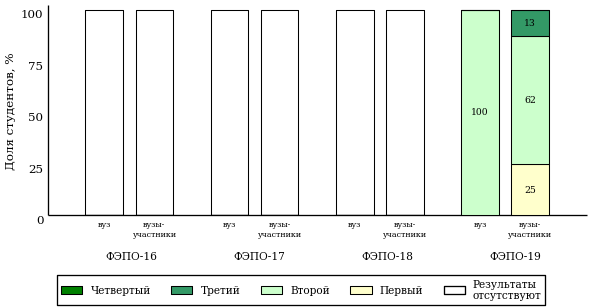 Доля студентов, %
100
75
50
25
0
13
62
100
25
вуз
вузы-
участники
вуз
вузы-
участники
вуз
вузы-
участники
вуз
вузы-
участники
ФЭПО-16
ФЭПО-17
ФЭПО-18
ФЭПО-19
Четвертый
Третий
Второй
Первый
Результаты
отсутствуют